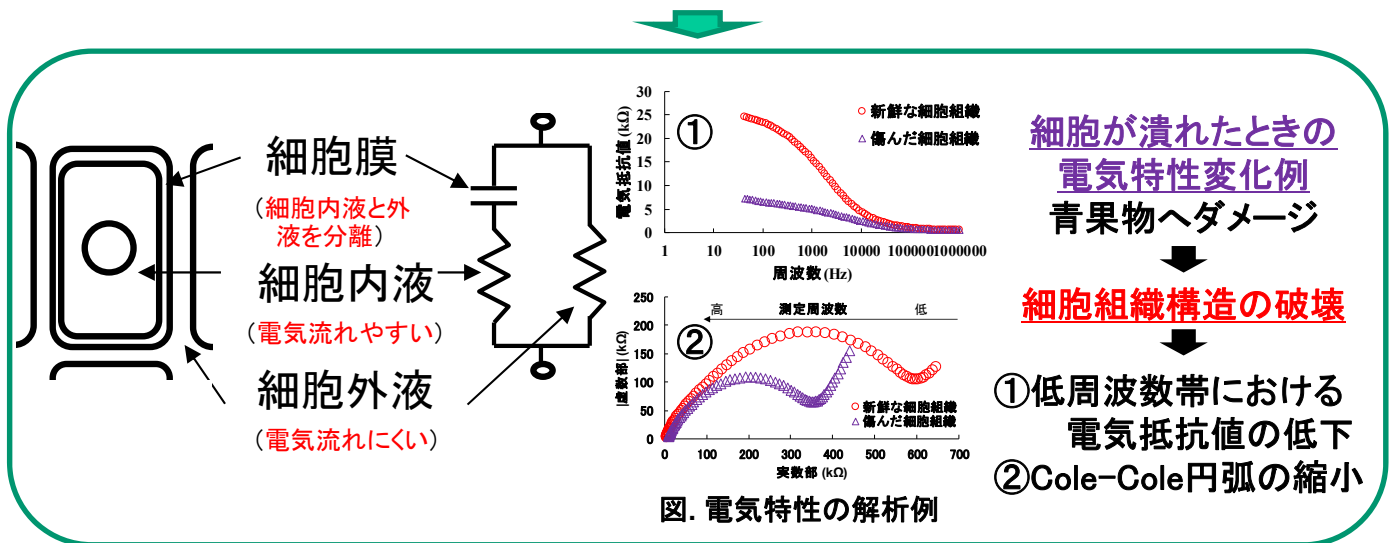 細胞膜
(細胞内液と外
液を分離)
細胞内液
(電気流れやすい)
細胞外液
(電気流れにくい)
①
電気抵抗値(kΩ)
30
25
20
15
10
5
0
○ 新鮮な細胞組織
△ 傷んだ細胞組織
1 10 100 1000 10000 100000 1000000
周波数(Hz)
②
|虚数部|(kΩ)
250
200
150
100
50
0
高 測定周波数 低
○ 新鮮な細胞組織
△ 傷んだ細胞組織
0 100 200 300 400 500 600 700
実数部 (kΩ)
図. 電気特性の解析例
細胞が潰れたときの
電気特性変化例
青果物へダメージ
細胞組織構造の破壊
①低周波数帯における
電気抵抗値の低下
②Cole-Cole円弧の縮小